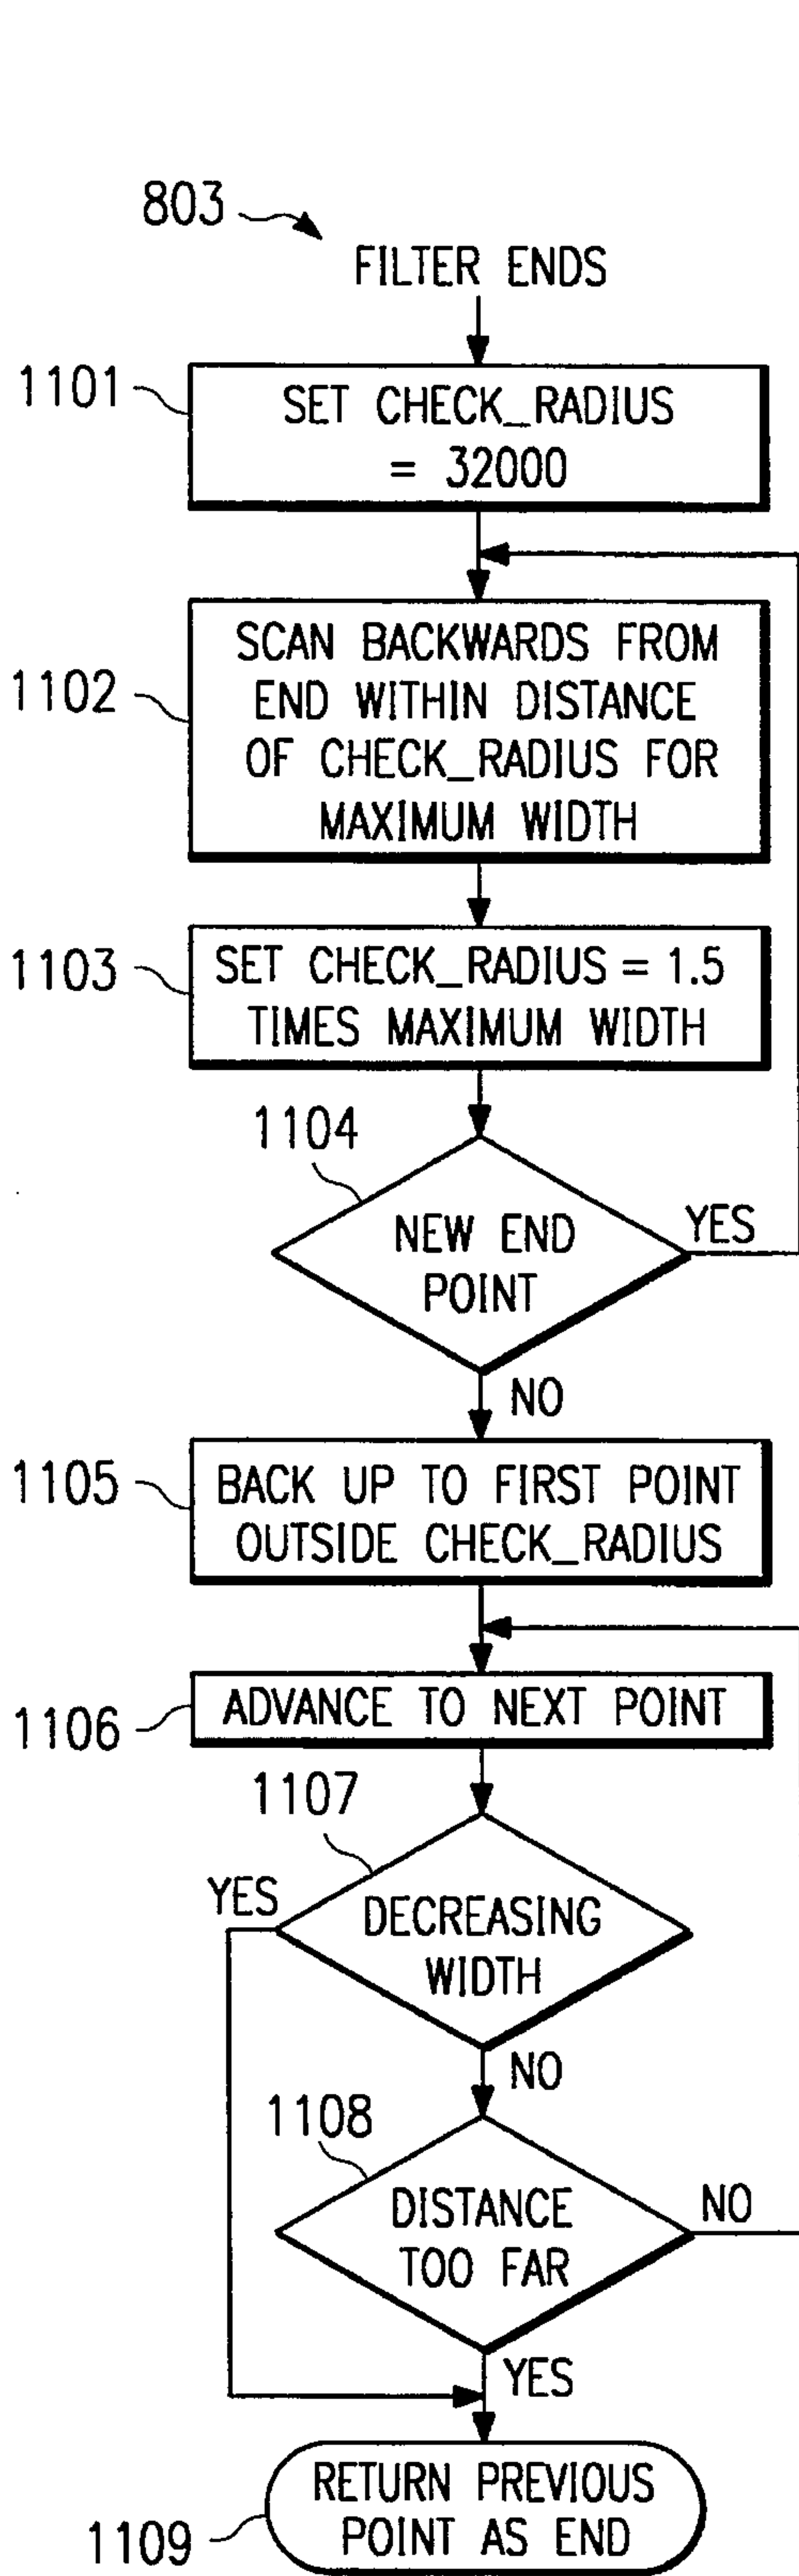 803
FILTER ENDS
1101
SET CHECK_RADIUS
= 32000
1102
SCAN BACKWARDS FROM
END WITHIN DISTANCE
OF CHECK_RADIUS FOR
MAXIMUM WIDTH
1103
SET CHECK_RADIUS = 1.5
TIMES MAXIMUM WIDTH
1104
NEW END
POINT
YES
NO
1105
BACK UP TO FIRST POINT
OUTSIDE CHECK_RADIUS
1106
ADVANCE TO NEXT POINT
1107
YES
DECREASING
WIDTH
NO
1108
DISTANCE
TOO FAR
NO
YES
1109
RETURN PREVIOUS
POINT AS END